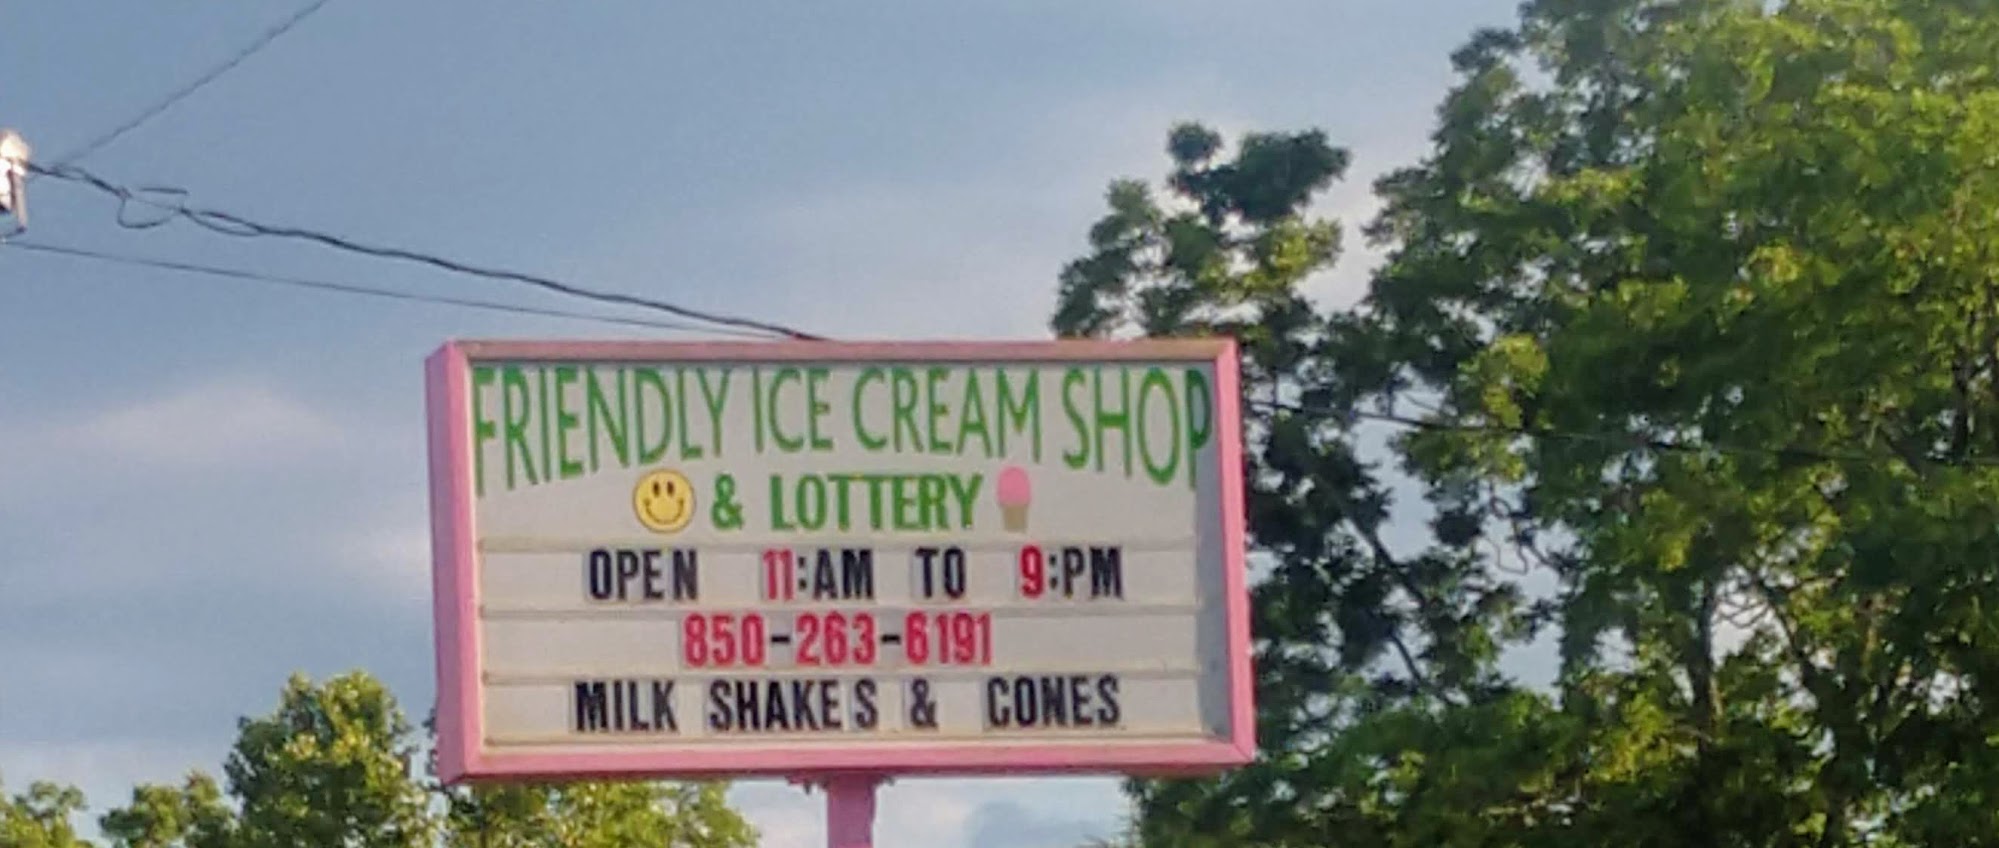 FRIENDLY ICE CREAM SHOP
& LOTTERY
OPEN 11:AM TO 9:PM
850-263-6191
MILK SHAKES & CONES